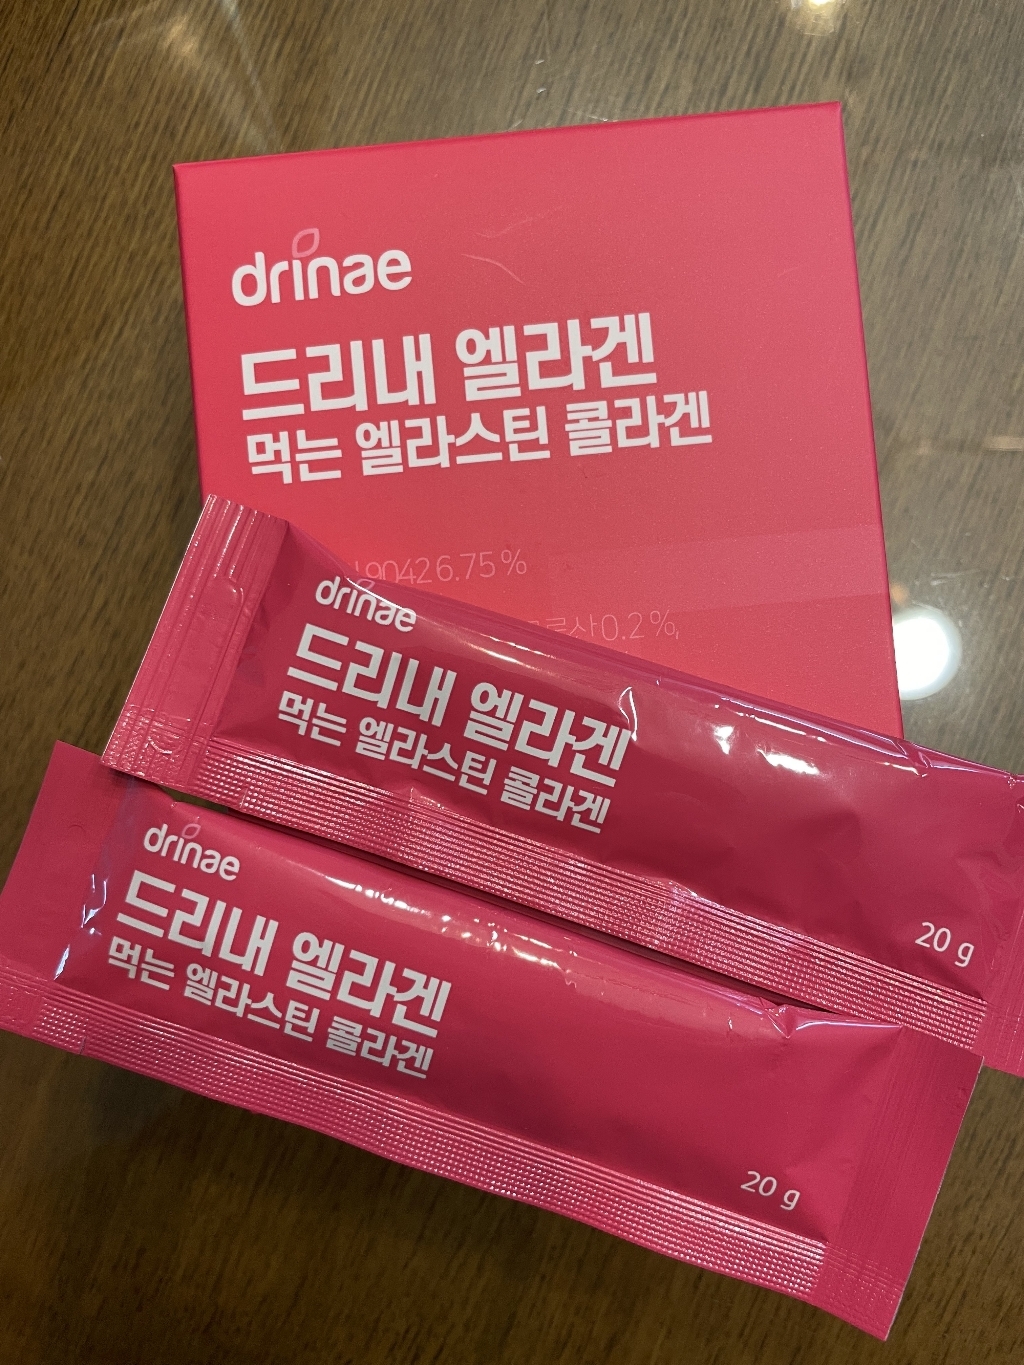 drinae
드리내 엘라겐
먹는 엘라스틴 콜라겐
90426.75%
0.2%,
drinae
드리내 엘라겐
먹는 엘라스틴 콜라겐
20 g
drinae
드리내 엘라겐
먹는 엘라스틴 콜라겐
20 g